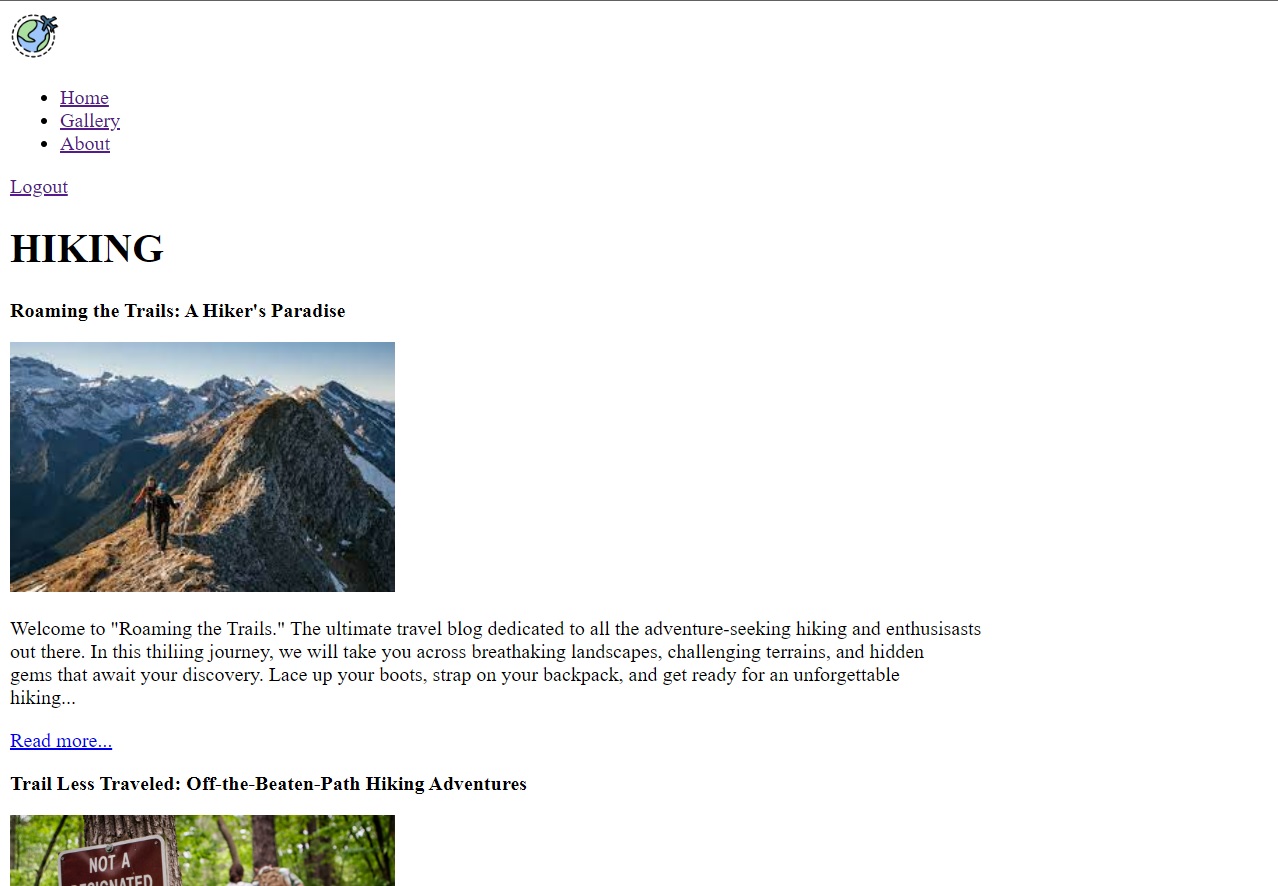 Home
Gallery
About
Logout
HIKING
Roaming the Trails: A Hiker's Paradise
Welcome to "Roaming the Trails." The ultimate travel blog dedicated to all the adventure-seeking hiking and enthusisasts
out there. In this thiliing journey, we will take you across breathaking landscapes, challenging terrains, and hidden
gems that await your discovery. Lace up your boots, strap on your backpack, and get ready for an unforgettable
hiking...
Read more...
Trail Less Traveled: Off-the-Beaten-Path Hiking Adventures
NOT A
DESIGNATED